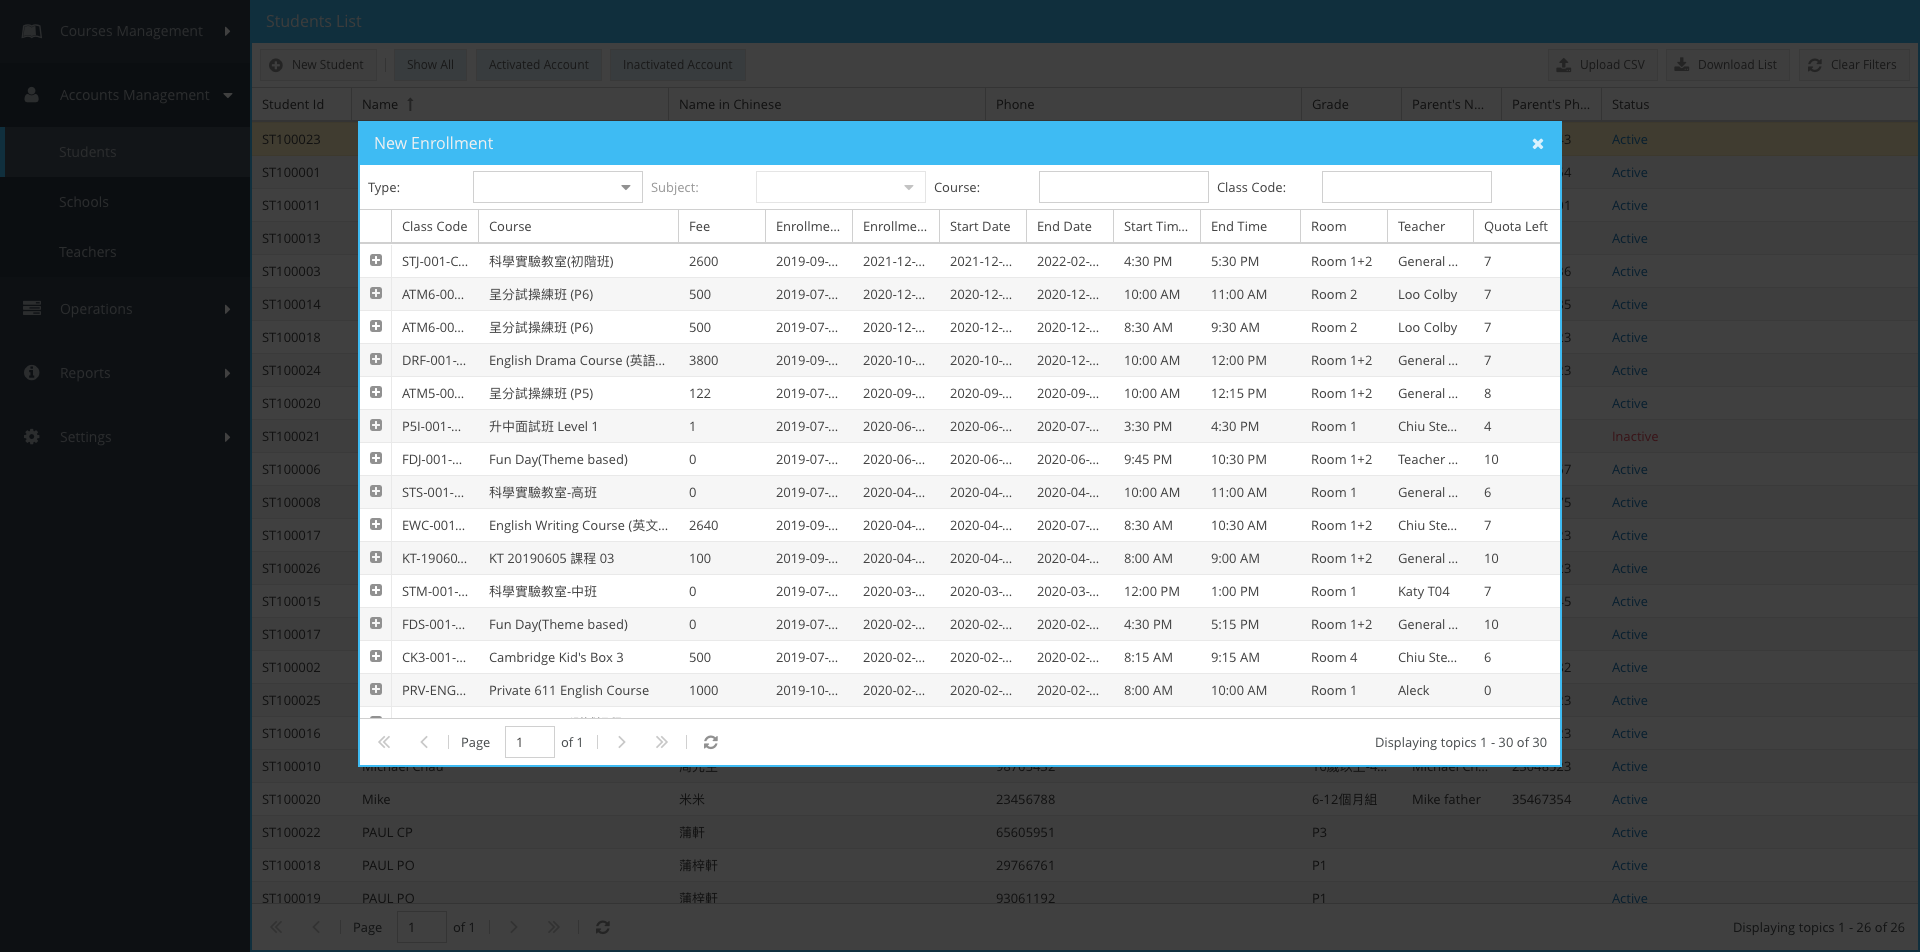 Courses Management
Accounts Management
Students
Schools
Teachers
Operations
Reports
Settings
Students List
New Student Show All Activated Account Inactivated Account Upload CSV Download List Clear Filters
Student Id Name ↑ Name in Chinese Phone Grade Parent's N... Parent's Ph... Status
ST100023 Active
ST100001 Active
ST100011 Active
ST100013 Active
ST100003 Active
ST100014 Active
ST100018 Active
ST100024 Active
ST100020 Active
ST100021 Inactive
ST100006 Active
ST100008 Active
ST100017 Active
ST100026 Active
ST100015 Active
ST100017 Active
ST100002 Active
ST100025 Active
ST100016 Active
ST100010 Active
ST100020 Mike 米米 23456788 6-12個月組 Mike father 35467354 Active
ST100022 PAUL CP 蒲軒 65605951 P3 Active
ST100018 PAUL PO 蒲梓軒 29766761 P1 Active
ST100019 PAUL PO 蒲梓軒 93061192 P1 Active
Page 1 of 1 Displaying topics 1 - 26 of 26
New Enrollment
Type: Subject: Course: Class Code:
Class Code Course Fee Enrollme... Enrollme... Start Date End Date Start Tim... End Time Room Teacher Quota Left
STJ-001-C... 科學實驗教室(初階班) 2600 2019-09-... 2021-12-... 2021-12-... 2022-02-... 4:30 PM 5:30 PM Room 1+2 General ... 7
ATM6-00... 呈分試操練班 (P6) 500 2019-07-... 2020-12-... 2020-12-... 2020-12-... 10:00 AM 11:00 AM Room 2 Loo Colby 7
ATM6-00... 呈分試操練班 (P6) 500 2019-07-... 2020-12-... 2020-12-... 2020-12-... 8:30 AM 9:30 AM Room 2 Loo Colby 7
DRF-001-... English Drama Course (英語... 3800 2019-09-... 2020-10-... 2020-10-... 2020-12-... 10:00 AM 12:00 PM Room 1+2 General ... 7
ATM5-00... 呈分試操練班 (P5) 122 2019-07-... 2020-09-... 2020-09-... 2020-09-... 10:00 AM 12:15 PM Room 1+2 General ... 8
P5I-001-... 升中面試班 Level 1 1 2019-07-... 2020-06-... 2020-06-... 2020-07-... 3:30 PM 4:30 PM Room 1 Chiu Ste... 4
FDJ-001-... Fun Day(Theme based) 0 2019-07-... 2020-06-... 2020-06-... 2020-06-... 9:45 PM 10:30 PM Room 1+2 Teacher ... 10
STS-001-... 科學實驗教室-高班 0 2019-07-... 2020-04-... 2020-04-... 2020-04-... 10:00 AM 11:00 AM Room 1 General ... 6
EWC-001... English Writing Course (英文... 2640 2019-09-... 2020-04-... 2020-04-... 2020-07-... 8:30 AM 10:30 AM Room 1+2 Chiu Ste... 7
KT-19060... KT 20190605 課程 03 100 2019-09-... 2020-04-... 2020-04-... 2020-04-... 8:00 AM 9:00 AM Room 1+2 General ... 10
STM-001-... 科學實驗教室-中班 0 2019-07-... 2020-03-... 2020-03-... 2020-03-... 12:00 PM 1:00 PM Room 1 Katy T04 7
FDS-001-... Fun Day(Theme based) 0 2019-07-... 2020-02-... 2020-02-... 2020-02-... 4:30 PM 5:15 PM Room 1+2 General ... 10
CK3-001-... Cambridge Kid's Box 3 500 2019-07-... 2020-02-... 2020-02-... 2020-02-... 8:15 AM 9:15 AM Room 4 Chiu Ste... 6
PRV-ENG... Private 611 English Course 1000 2019-10-... 2020-02-... 2020-02-... 2020-02-... 8:00 AM 10:00 AM Room 1 Aleck 0
Page 1 of 1 Displaying topics 1 - 30 of 30